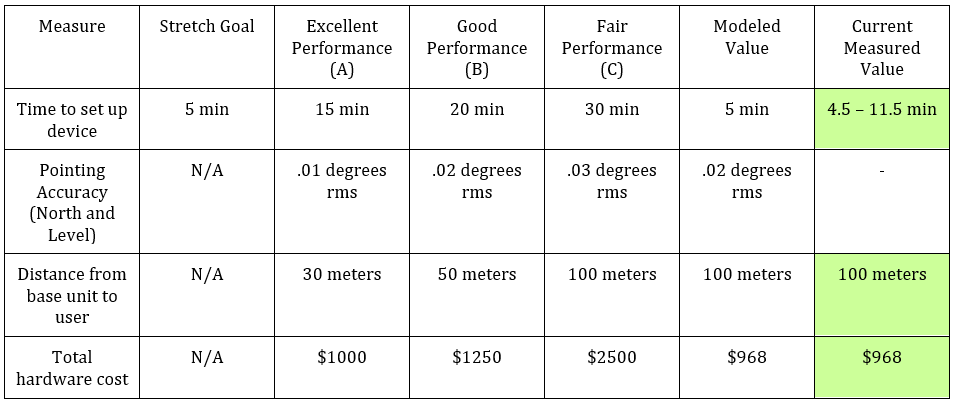 Measure
Stretch Goal
Excellent
Performance
(A)
Good
Performance
(B)
Fair
Performance
(C)
Modeled
Value
Current
Measured
Value
Time to set up
device
5 min
15 min
20 min
30 min
5 min
4.5 – 11.5 min
Pointing
Accuracy
(North and
Level)
N/A
.01 degrees
rms
.02 degrees
rms
.03 degrees
rms
.02 degrees
rms
-
Distance from
base unit to
user
N/A
30 meters
50 meters
100 meters
100 meters
100 meters
Total
hardware cost
N/A
$1000
$1250
$2500
$968
$968